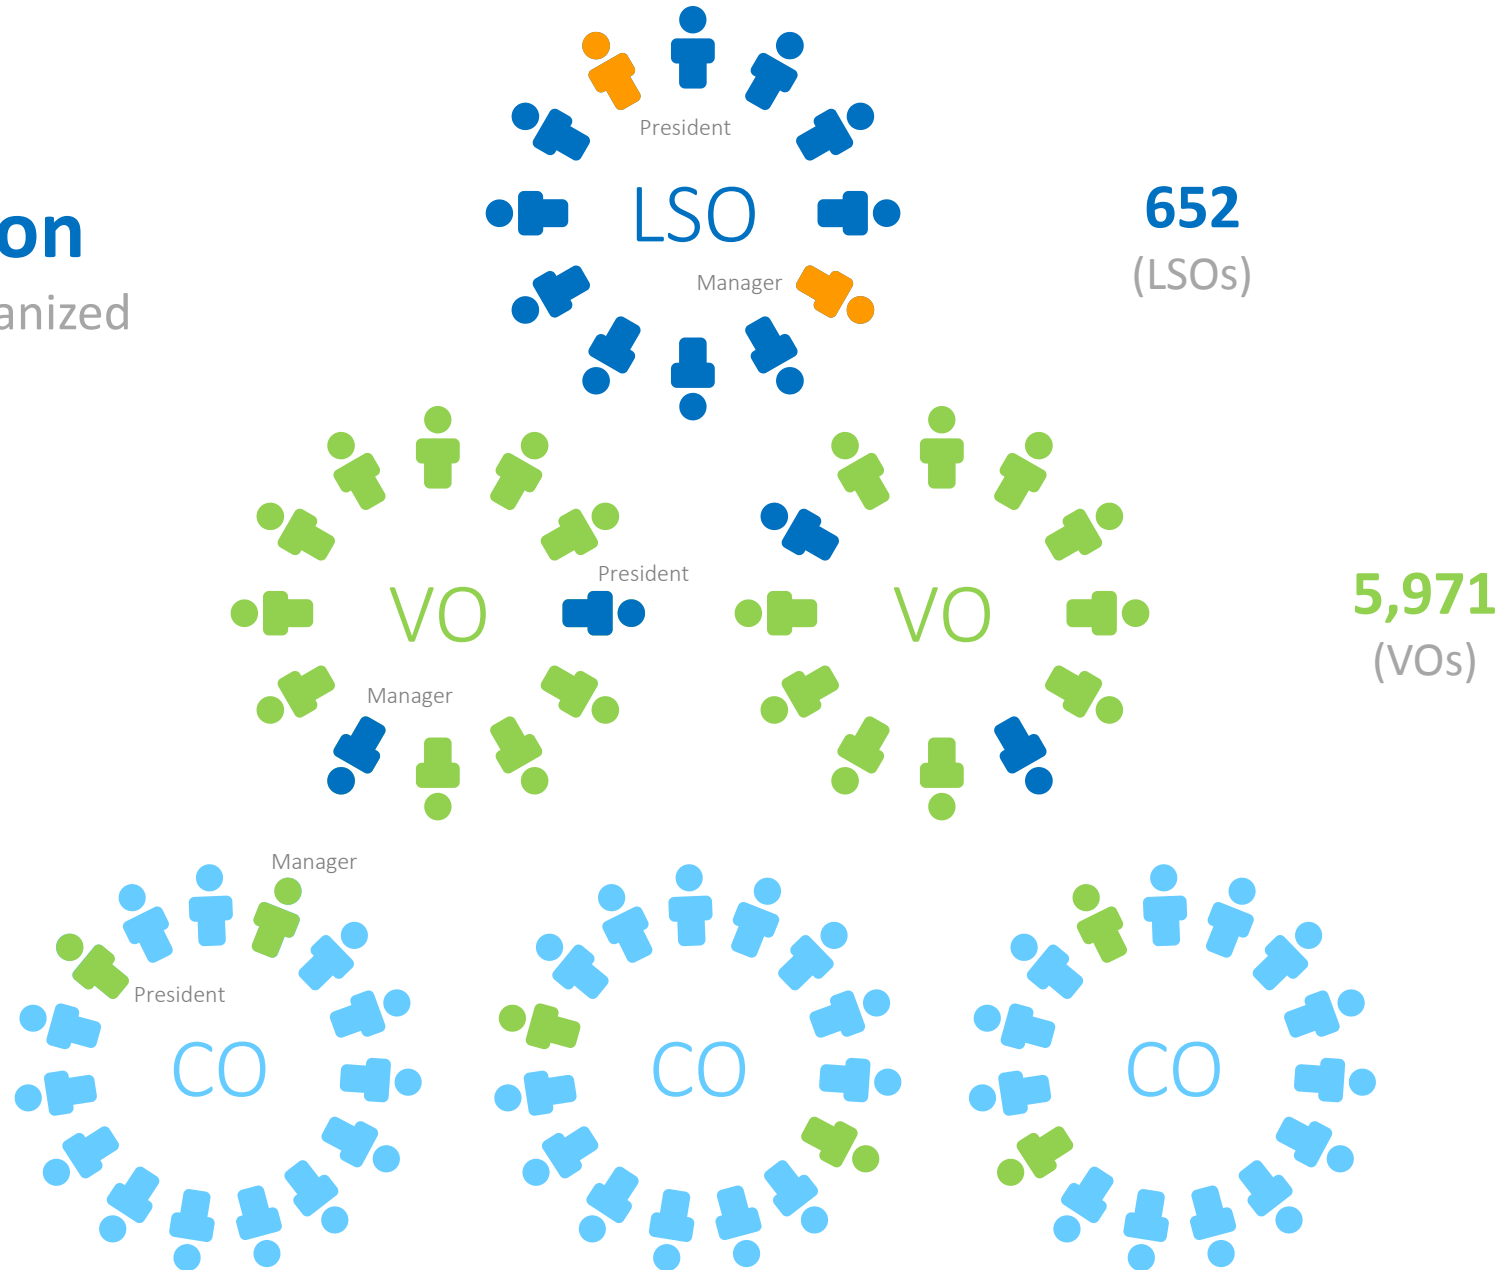 President
LSO
652
on
(LSOs)
Manager
anized
President
VO
VO
5,971
(VOs)
Manager
Manager
President
CO
CO
CO